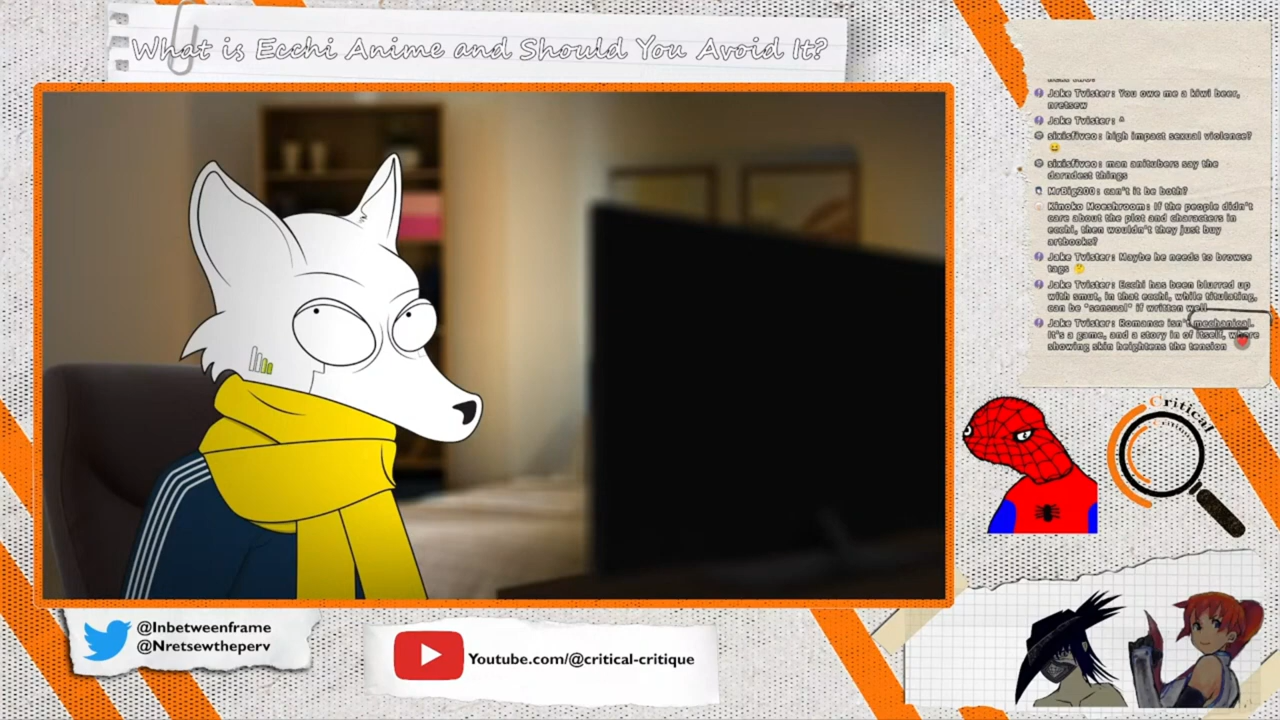 What is Ecchi Anime and Should You Avoid It?
Jake Tvister: You owe me a kiwi beer,
nretsew
Jake Tvister: ^
sixisfiveo: high impact sexual violence?
😆
sixisfiveo: man anitubers say the
darndest things
MrBig200: can't it be both?
Kinoko Moeshroom: If the people didn't
care about the plot and characters in
ecchi, then wouldn't they just buy
artbooks?
Jake Tvister: Maybe he needs to browse
tags 🤔
Jake Tvister: Ecchi has been blurred up
with smut, in that ecchi, while titulating,
can be *sensual* if written well
Jake Tvister: Romance isn't mechanical.
It's a game, and a story in of itself, where
showing skin heightens the tension
Critical
@Inbetweenframe
@Nretsewtheperv
Youtube.com/@critical-critique